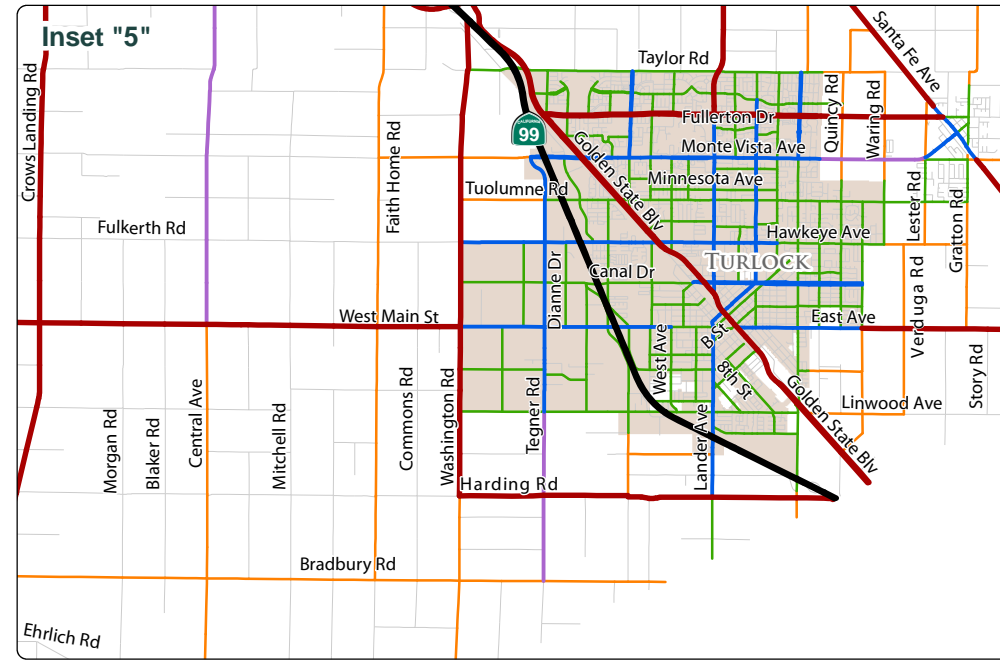 Inset "5"
Santa Fe Ave
Taylor Rd
Crows Landing Rd
Quincy Rd
Waring Rd
CALIFORNIA
99
Fullerton Dr
Faith Home Rd
Golden State Blv
Monte Vista Ave
Minnesota Ave
Tuolumne Rd
Lester Rd
Gratton Rd
Fulkerth Rd
Hawkeye Ave
TURLOCK
Canal Dr
Dianne Dr
Verduga Rd
West Main St
East Ave
B St
West Ave
8th St
Story Rd
Golden State Blv
Linwood Ave
Morgan Rd
Blaker Rd
Central Ave
Mitchell Rd
Commons Rd
Washington Rd
Tegner Rd
Lander Ave
Harding Rd
Bradbury Rd
Ehrlich Rd